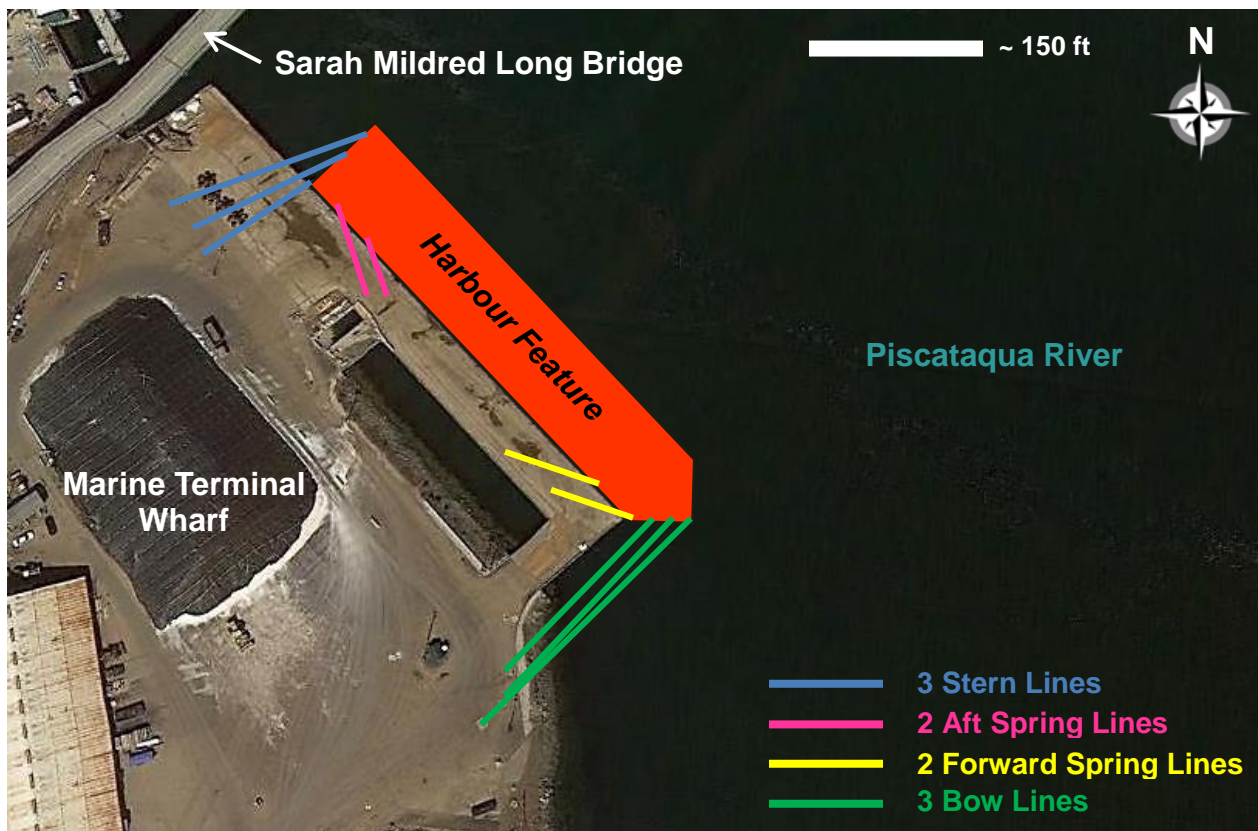 Sarah Mildred Long Bridge
~ 150 ft
N
Harbour Feature
Piscataqua River
Marine Terminal
Wharf
3 Stern Lines
2 Aft Spring Lines
2 Forward Spring Lines
3 Bow Lines